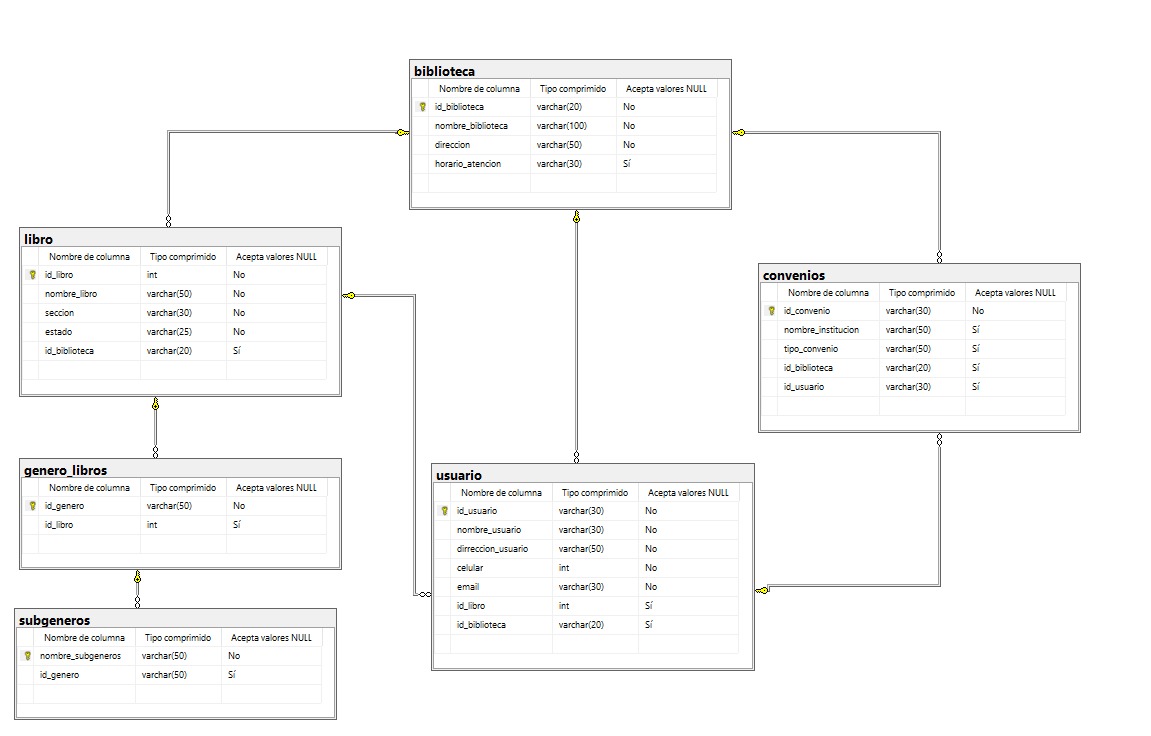 biblioteca
Nombre de columna Tipo comprimido Acepta valores NULL
id_biblioteca varchar(20) No
nombre_biblioteca varchar(100) No
direccion varchar(50) No
horario_atencion varchar(30) Sí
libro
Nombre de columna Tipo comprimido Acepta valores NULL
id_libro int No
nombre_libro varchar(50) No
seccion varchar(30) No
estado varchar(25) No
id_biblioteca varchar(20) Sí
convenios
Nombre de columna Tipo comprimido Acepta valores NULL
id_convenio varchar(30) No
nombre_institucion varchar(50) Sí
tipo_convenio varchar(50) Sí
id_biblioteca varchar(20) Sí
id_usuario varchar(30) Sí
genero_libros
Nombre de columna Tipo comprimido Acepta valores NULL
id_genero varchar(50) No
id_libro int Sí
usuario
Nombre de columna Tipo comprimido Acepta valores NULL
id_usuario varchar(30) No
nombre_usuario varchar(30) No
dirreccion_usuario varchar(50) No
celular int No
email varchar(30) No
id_libro int Sí
id_biblioteca varchar(20) Sí
subgeneros
Nombre de columna Tipo comprimido Acepta valores NULL
nombre_subgeneros varchar(50) No
id_genero varchar(50) Sí